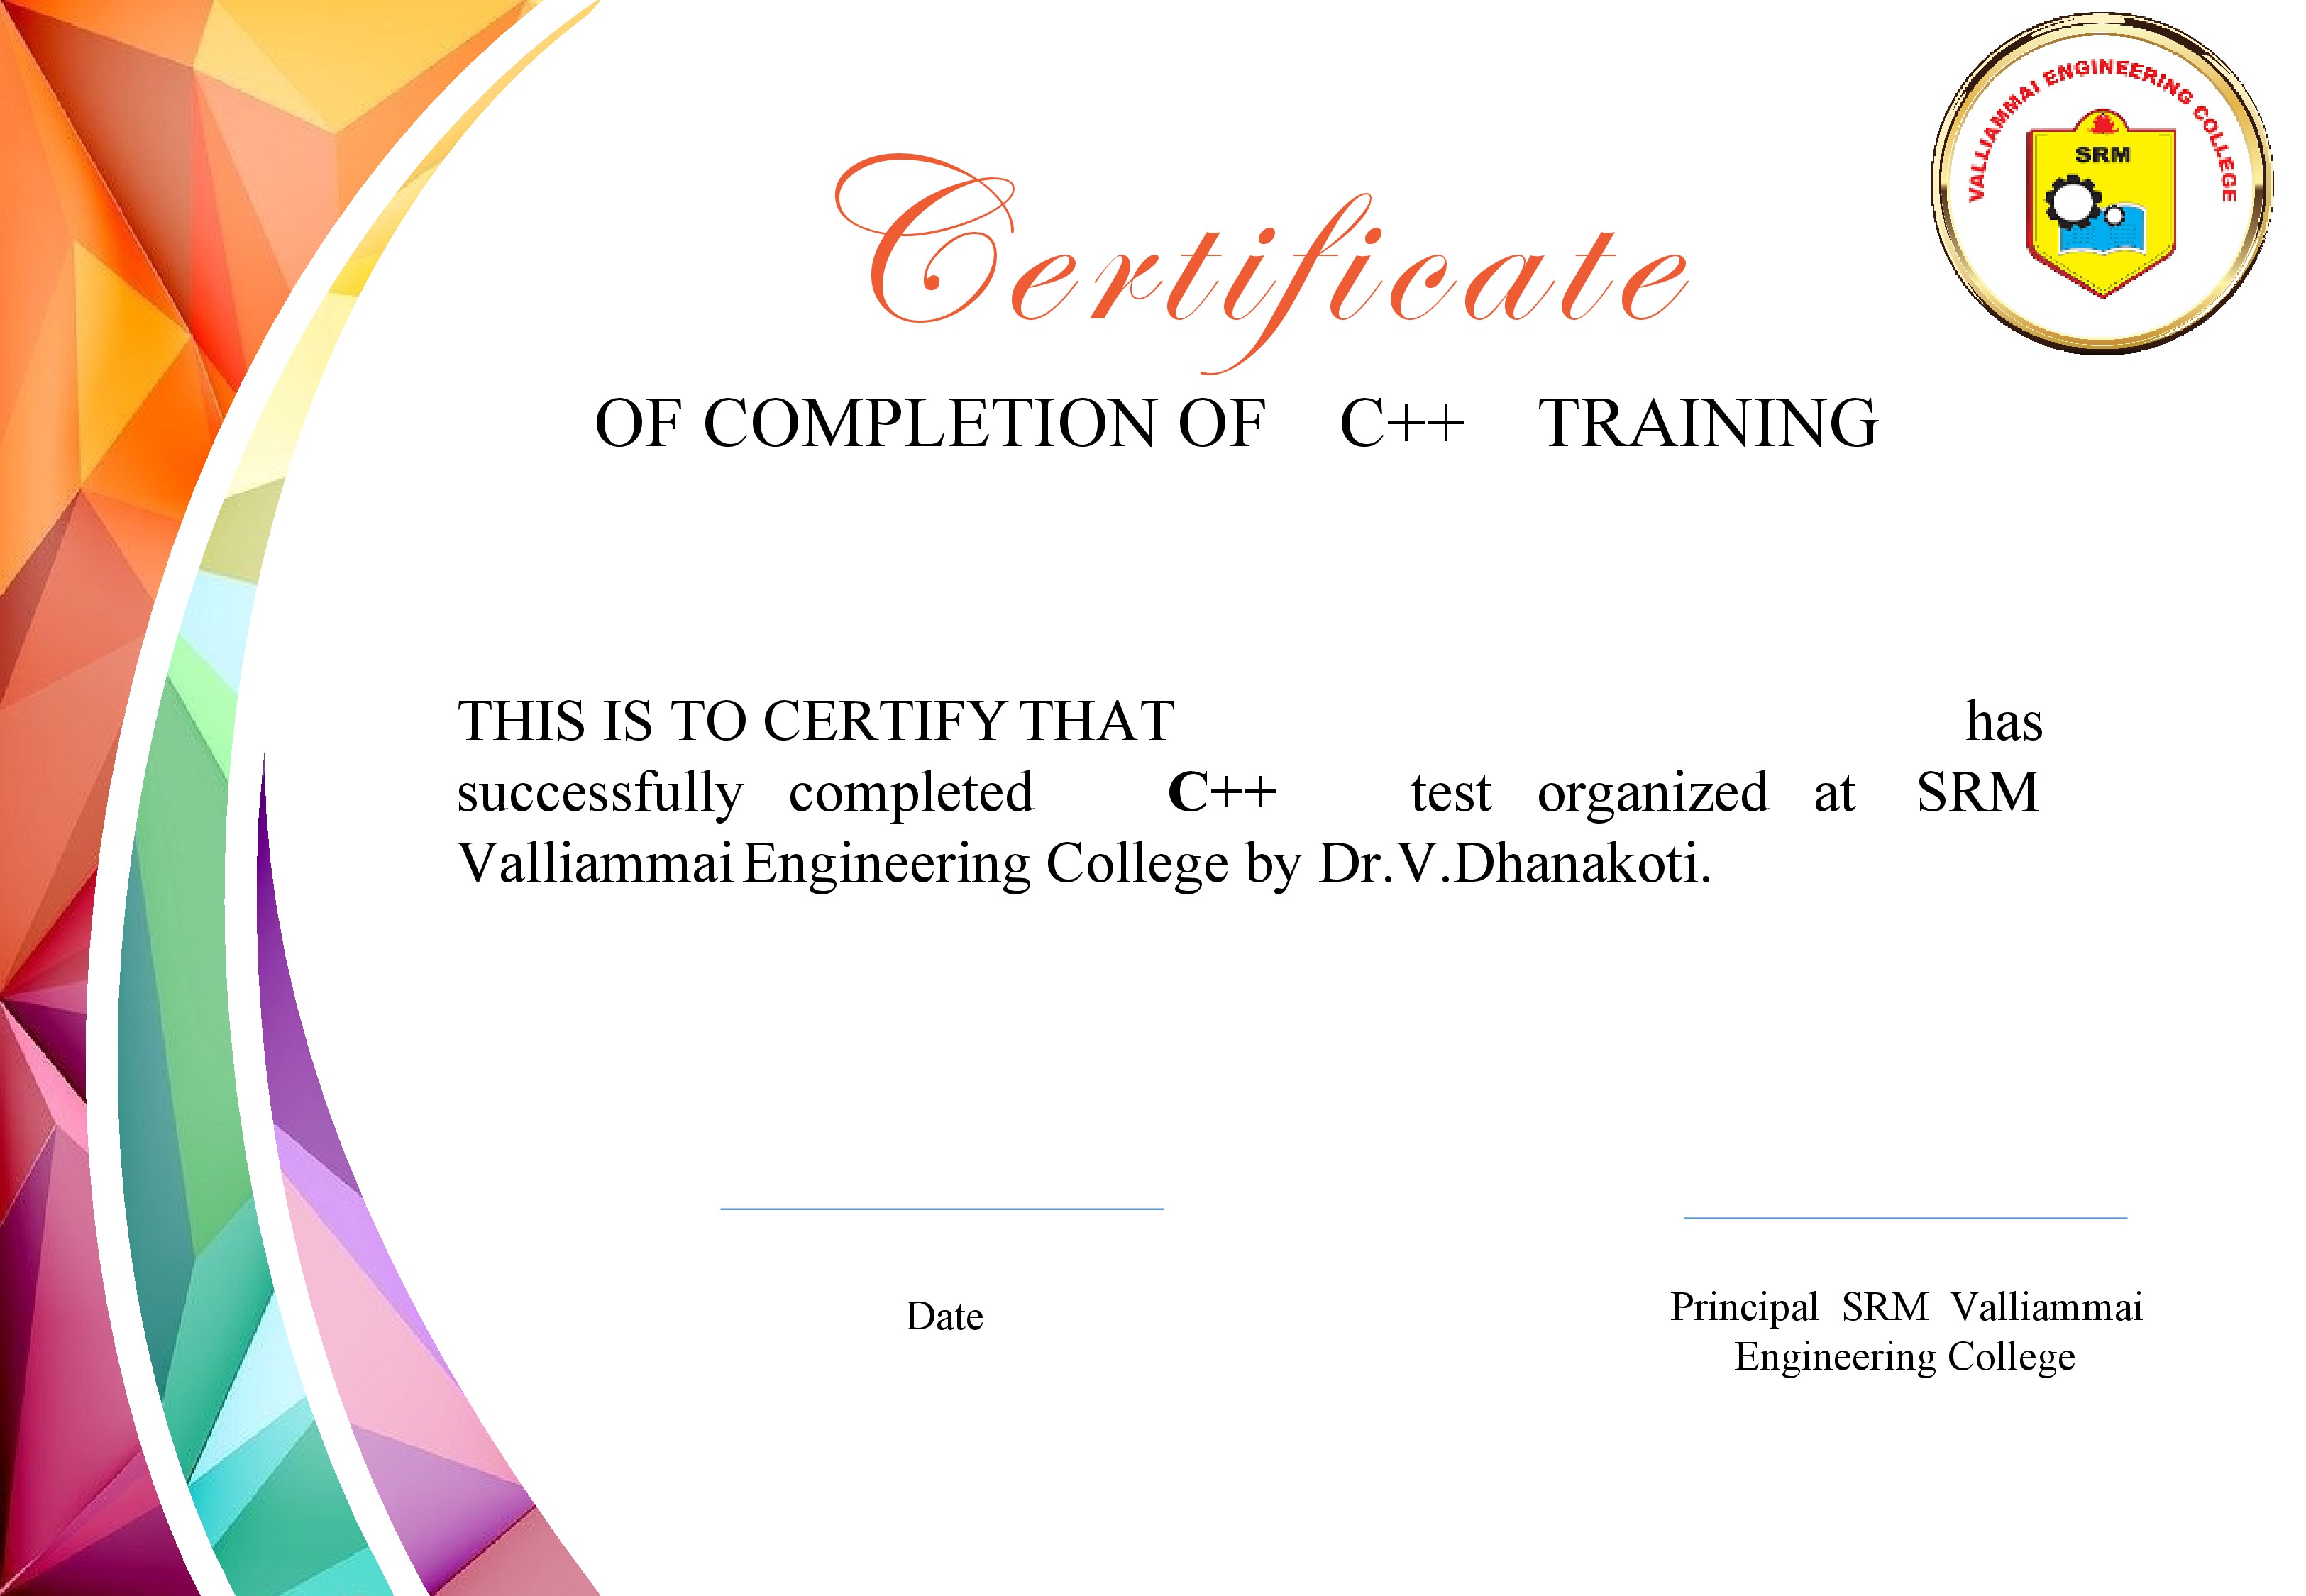 VALLIAMMAI ENGINEERING COLLEGE
SRM
Certificate
OF COMPLETION OF C++ TRAINING
THIS IS TO CERTIFY THAT has
successfully completed C++ test organized at SRM
Valliammai Engineering College by Dr.V.Dhanakoti.
Date
Principal SRM Valliammai
Engineering College